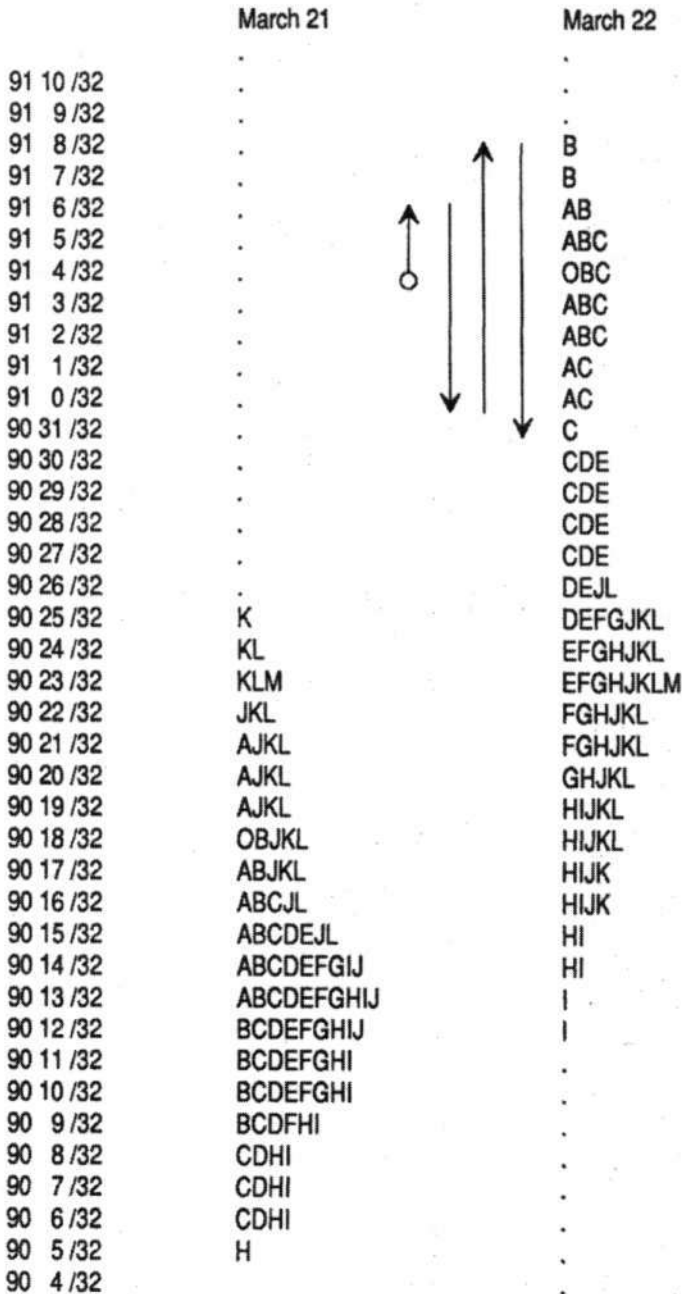 March 21 March 22
. .
91 10 /32 . .
91 9 /32 . .
91 8 /32 . B
91 7 /32 . B
91 6 /32 . AB
91 5 /32 . ABC
91 4 /32 . OBC
91 3 /32 . ABC
91 2 /32 . ABC
91 1 /32 . AC
91 0 /32 . AC
90 31 /32 . C
90 30 /32 . CDE
90 29 /32 . CDE
90 28 /32 . CDE
90 27 /32 . CDE
90 26 /32 . DEJL
90 25 /32 K DEFGJKL
90 24 /32 KL EFGHJKL
90 23 /32 KLM EFGHJKLM
90 22 /32 JKL FGHJKL
90 21 /32 AJKL FGHJKL
90 20 /32 AJKL GHJKL
90 19 /32 AJKL HIJKL
90 18 /32 OBJKL HIJKL
90 17 /32 ABJKL HIJK
90 16 /32 ABCJL HIJK
90 15 /32 ABCDEJL HI
90 14 /32 ABCDEFGIJ HI
90 13 /32 ABCDEFGHIJ I
90 12 /32 BCDEFGHIJ I
90 11 /32 BCDEFGHI .
90 10 /32 BCDEFGHI .
90 9 /32 BCDFHI .
90 8 /32 CDHI .
90 7 /32 CDHI .
90 6 /32 CDHI .
90 5 /32 H .
90 4 /32 .